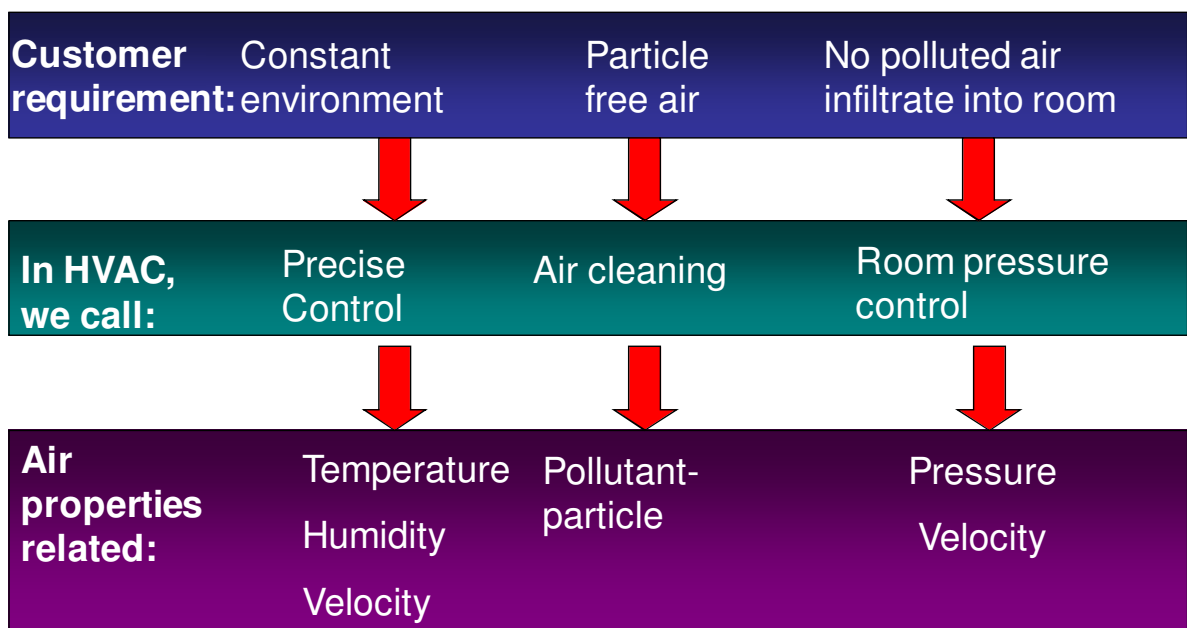 Customer
requirement:
Constant
environment
Particle
free air
No polluted air
infiltrate into room
In HVAC,
we call:
Precise
Control
Air cleaning
Room pressure
control
Air
properties
related:
Temperature
Humidity
Velocity
Pollutant-
particle
Pressure
Velocity